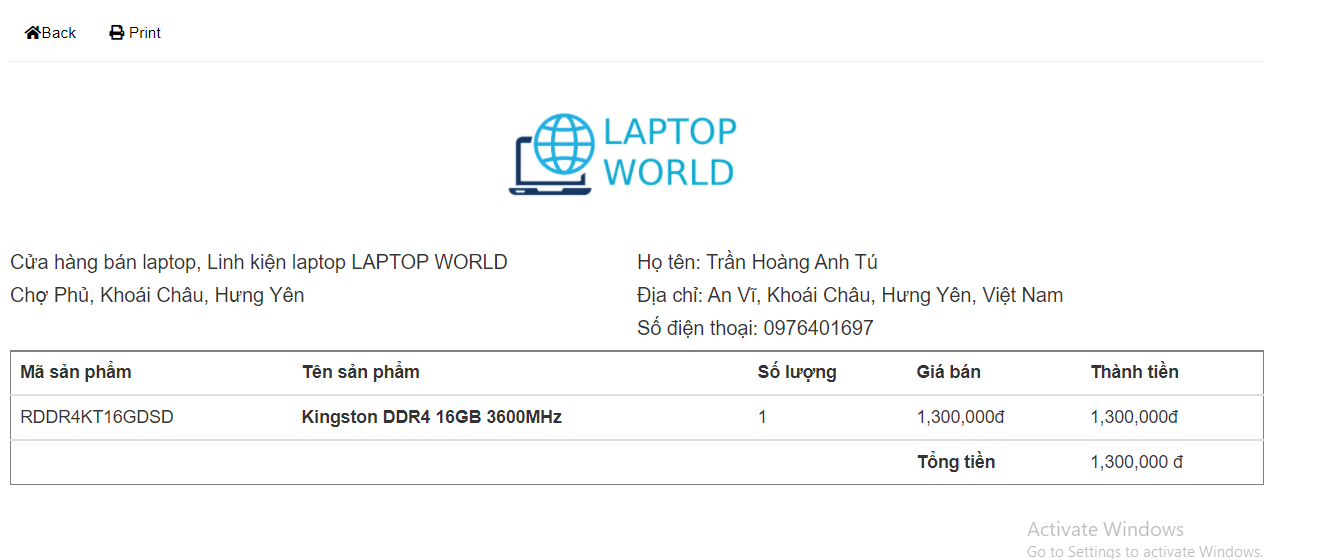 Back Print
LAPTOP
WORLD
Cửa hàng bán laptop, Linh kiện laptop LAPTOP WORLD
Chợ Phủ, Khoái Châu, Hưng Yên
Họ tên: Trần Hoàng Anh Tú
Địa chỉ: An Vĩ, Khoái Châu, Hưng Yên, Việt Nam
Số điện thoại: 0976401697
Mã sản phẩm Tên sản phẩm Số lượng Giá bán Thành tiền
RDDR4KT16GDSD Kingston DDR4 16GB 3600MHz 1 1,300,000đ 1,300,000đ
Tổng tiền 1,300,000 đ
Activate Windows
Go to Settings to activate Windows.